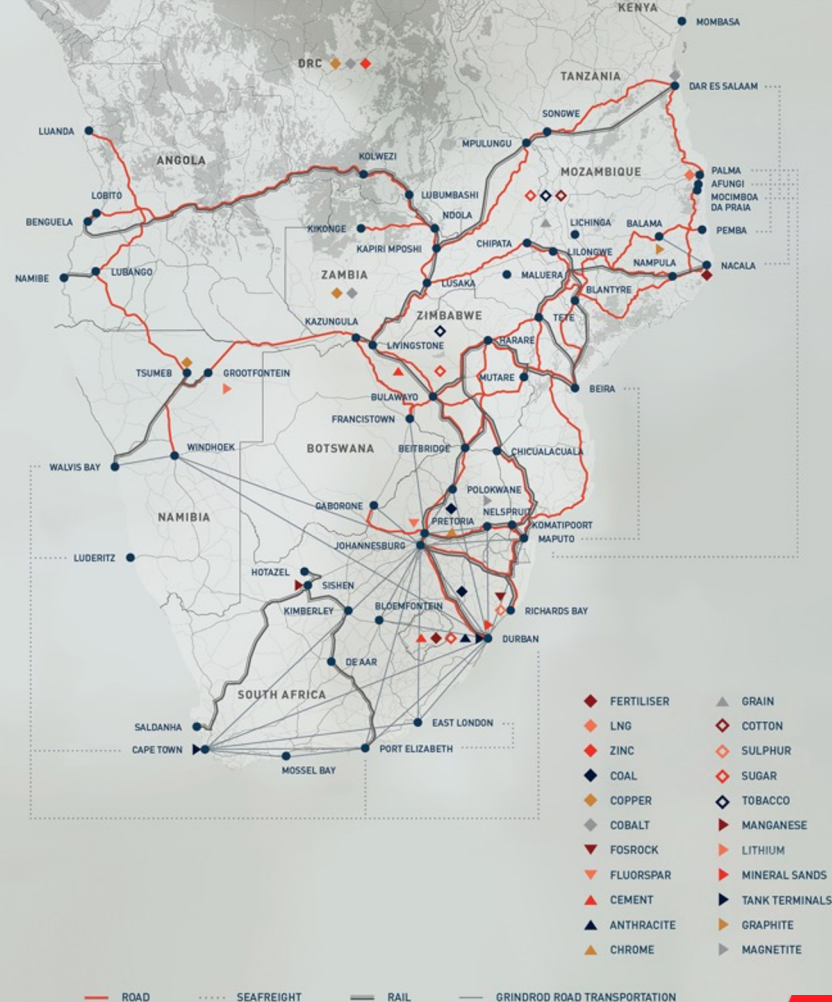 KENYA
MOMBASA
DRC
TANZANIA
DAR ES SALAAM
SONGWE
LUANDA
MPULUNGU
ANGOLA
KOLWEZI
MOZAMBIQUE
PALMA
AFUNGI
MOCIMBOA
DA PRAIA
LOBITO
LUBUMBASHI
BENGUELA
NDOLA
KIKONGE
LICHINGA
BALAMA
PEMBA
KAPIRI MPOSHI
CHIPATA
LILONGWE
NAMPULA
NACALA
NAMIBE
LUBANGO
ZAMBIA
LUSAKA
MALUERA
BLANTYRE
KAZUNGULA
ZIMBABWE
TETE
LIVINGSTONE
HARARE
TSUMEB
GROOTFONTEIN
MUTARE
BEIRA
BULAWAYO
FRANCISTOWN
WINDHOEK
BOTSWANA
BEITBRIDGE
CHICUALACUALA
WALVIS BAY
POLOKWANE
GABORONE
NELSPRUIT
NAMIBIA
PRETORIA
KOMATIPOORT
JOHANNESBURG
MAPUTO
LUDERITZ
HOTAZEL
SISHEN
KIMBERLEY
BLOEMFONTEIN
RICHARDS BAY
DURBAN
DE AAR
SOUTH AFRICA
SALDANHA
EAST LONDON
CAPE TOWN
PORT ELIZABETH
MOSSEL BAY
FERTILISER
LNG
ZINC
COAL
COPPER
COBALT
FOSROCK
FLUORSPAR
CEMENT
ANTHRACITE
CHROME
GRAIN
COTTON
SULPHUR
SUGAR
TOBACCO
MANGANESE
LITHIUM
MINERAL SANDS
TANK TERMINALS
GRAPHITE
MAGNETITE
ROAD
SEAFREIGHT
RAIL
GRINDROD ROAD TRANSPORTATION